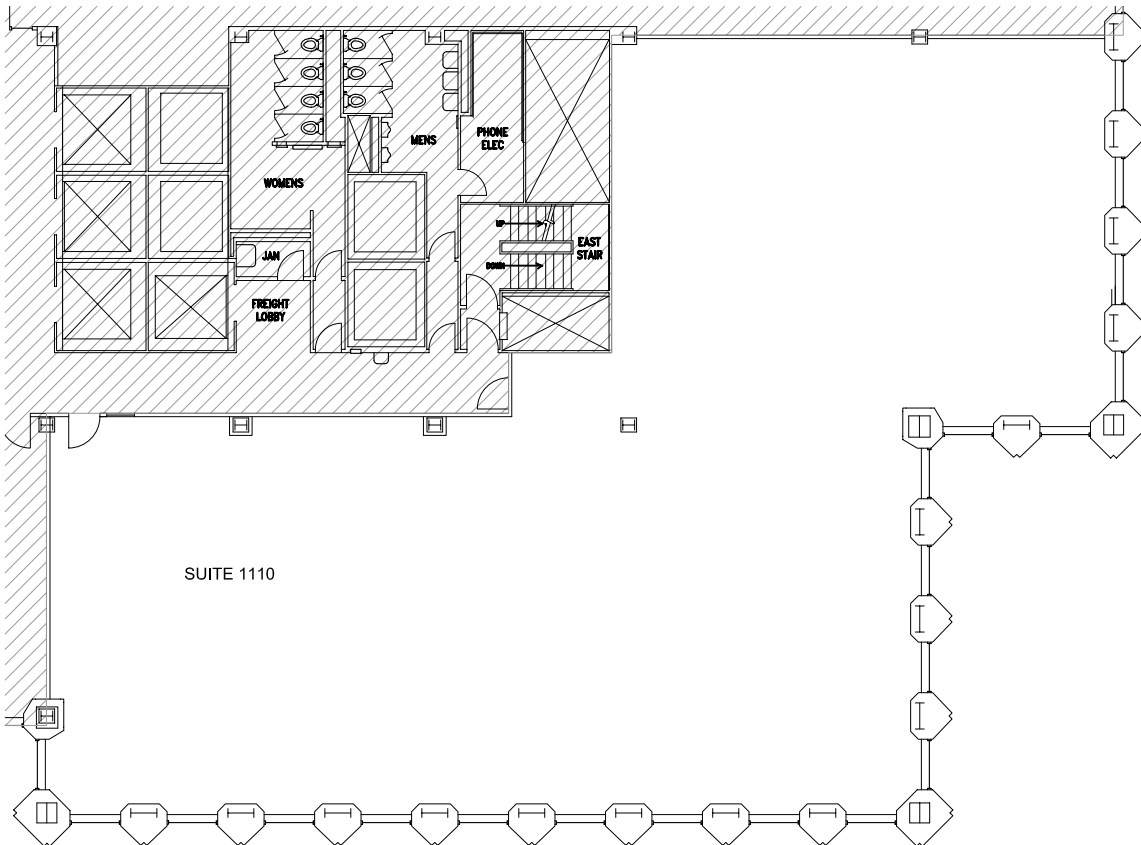 MENS
PHONE
ELEC
WOMENS
UP
EAST
STAIR
JAN
DOWN
FREIGHT
LOBBY
SUITE 1110